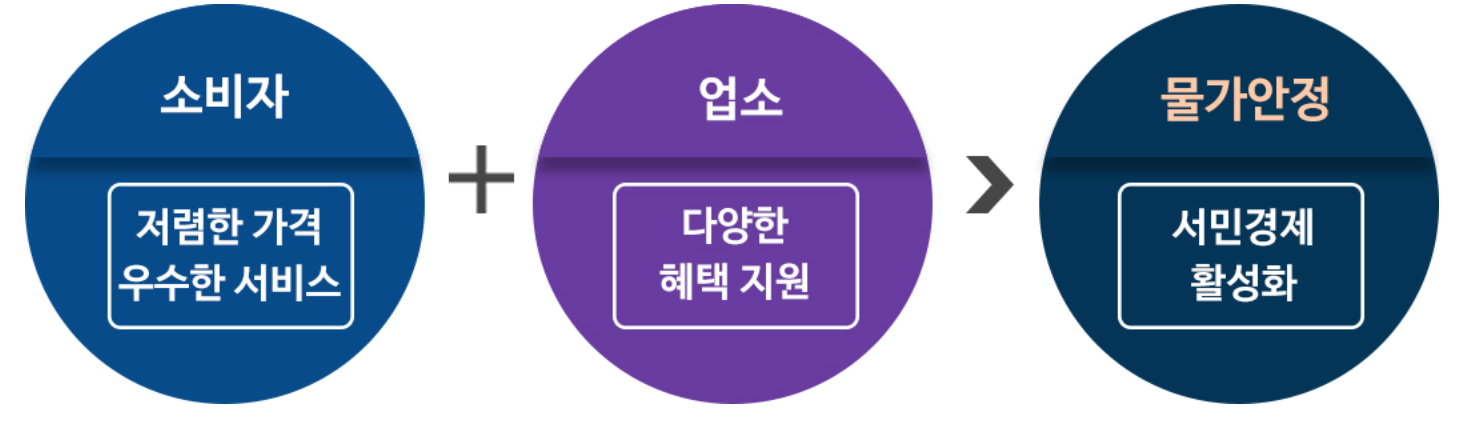 소비자
저렴한 가격
우수한 서비스
업소
다양한
혜택 지원
물가안정
서민경제
활성화